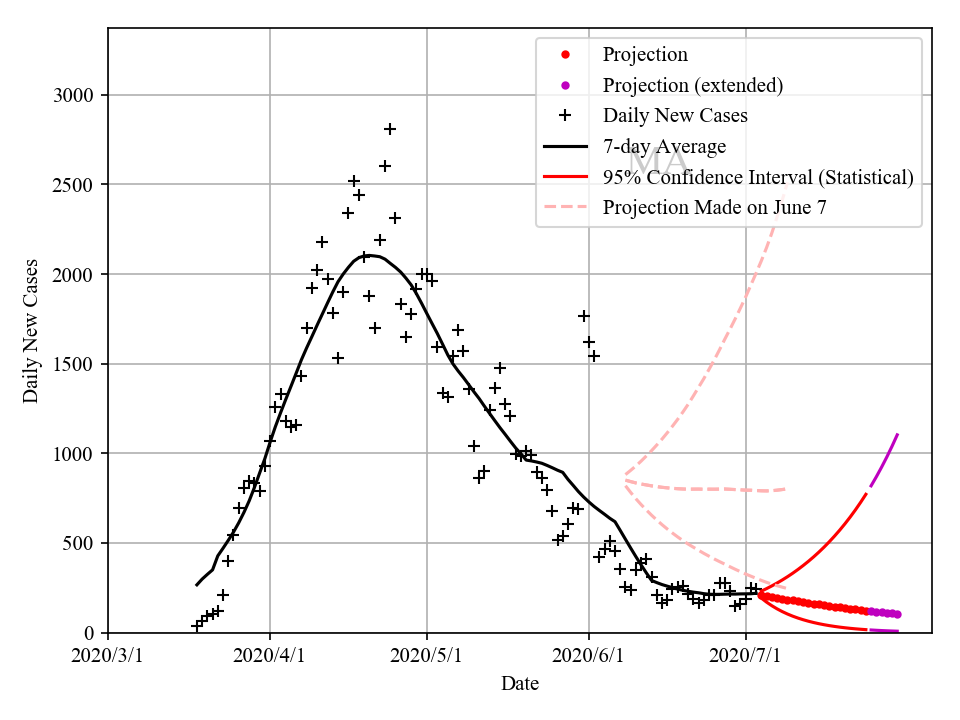 Daily New Cases
3000
2500
2000
1500
1000
500
0
2020/3/1
2020/4/1
2020/5/1
2020/6/1
2020/7/1
Date
MA
Projection
Projection (extended)
Daily New Cases
7-day Average
95% Confidence Interval (Statistical)
Projection Made on June 7